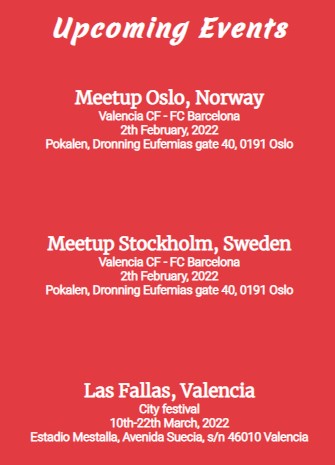 Upcoming Events
Meetup Oslo, Norway
Valencia CF - FC Barcelona
2th February, 2022
Pokalen, Dronning Eufemias gate 40, 0191 Oslo
Meetup Stockholm, Sweden
Valencia CF - FC Barcelona
2th February, 2022
Pokalen, Dronning Eufemias gate 40, 0191 Oslo
Las Fallas, Valencia
City festival
10th-22th March, 2022
Estadio Mestalla, Avenida Suecia, s/n 46010 Valencia